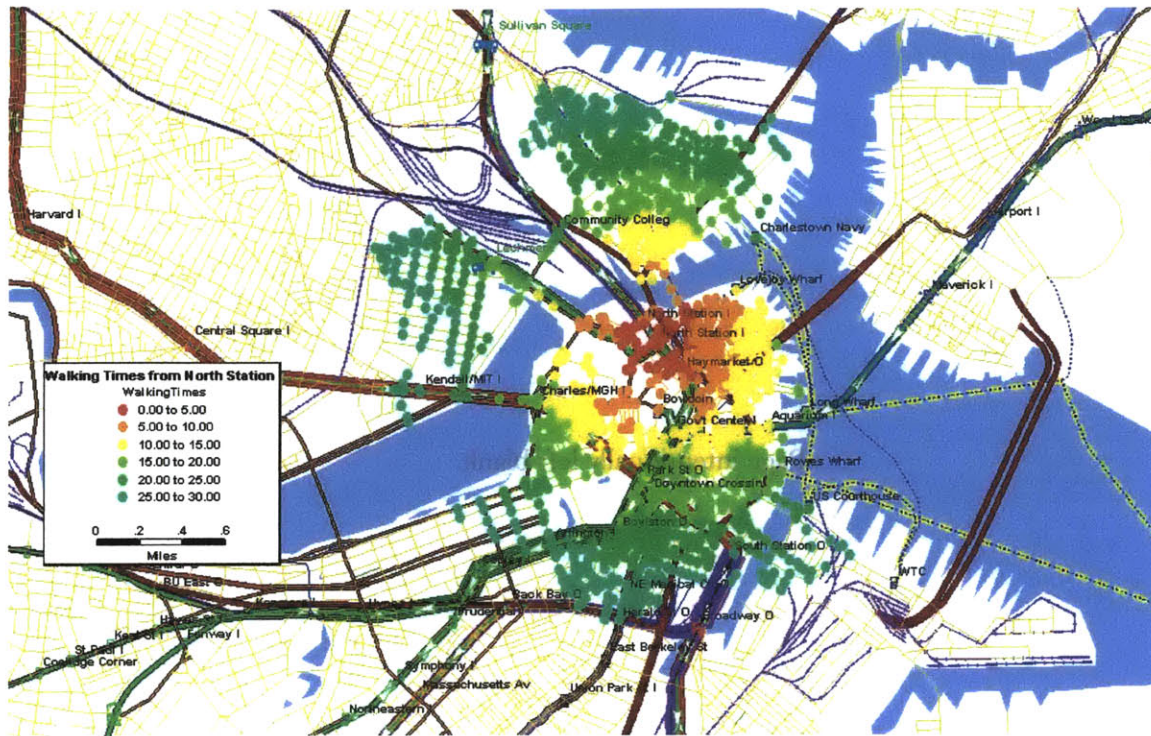 Sullivan Square
Harvard I
Community Colleg
Charlestown Navy
Airport I
Lovejoy Wharf
Maverick I
North Station I
North Station I
Central Square I
Haymarket O
Walking Times from North Station
WalkingTimes
0.00 to 5.00
5.00 to 10.00
10.00 to 15.00
15.00 to 20.00
20.00 to 25.00
25.00 to 30.00
0 .2 .4 .6
Miles
Kendall/MIT I
Charles/MGH I
Bowdoin
Long Wharf
Aquarium I
Gov't Center I
Park St O
Rowes Wharf
Downtown Crossin
US Courthouse
Boylston O
South Station O
WTC
BU East O
Back Bay O
Prudential I
Herald St O
Broadway O
Kent St I
Fenway I
St Paul I
Coolidge Corner
East Berkeley St
Symphony I
Massachusetts Av
Union Park St I
Northeastern